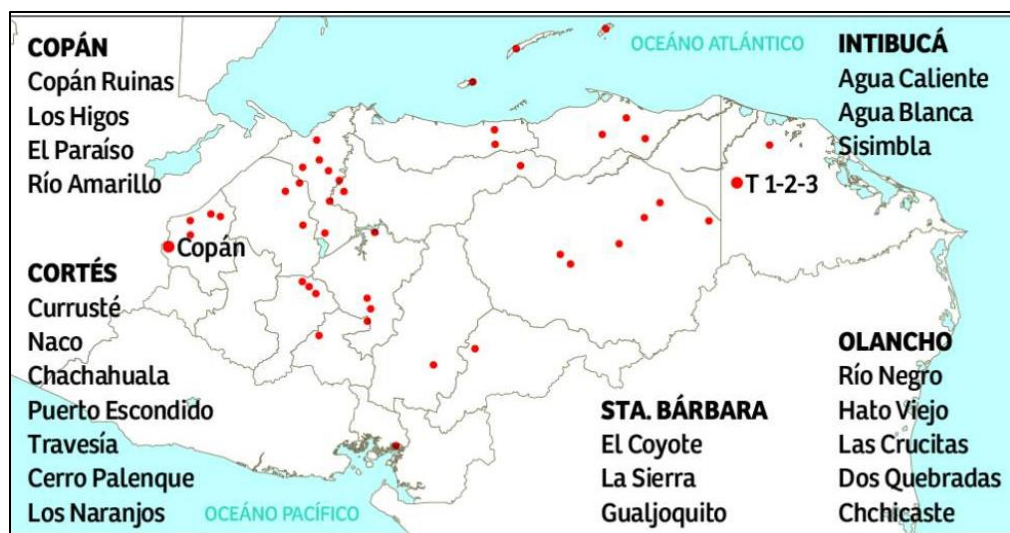 COPÁN
Copán Ruinas
Los Higos
El Paraíso
Río Amarillo
OCEÁNO ATLÁNTICO
INTIBUCÁ
Agua Caliente
Agua Blanca
Sisimbla
T 1-2-3
Copán
CORTÉS
Currusté
Naco
Chachahuala
Puerto Escondido
Travesía
Cerro Palenque
Los Naranjos
OCEÁNO PACÍFICO
STA. BÁRBARA
El Coyote
La Sierra
Gualjoquito
OLANCHO
Río Negro
Hato Viejo
Las Crucitas
Dos Quebradas
Chchicaste